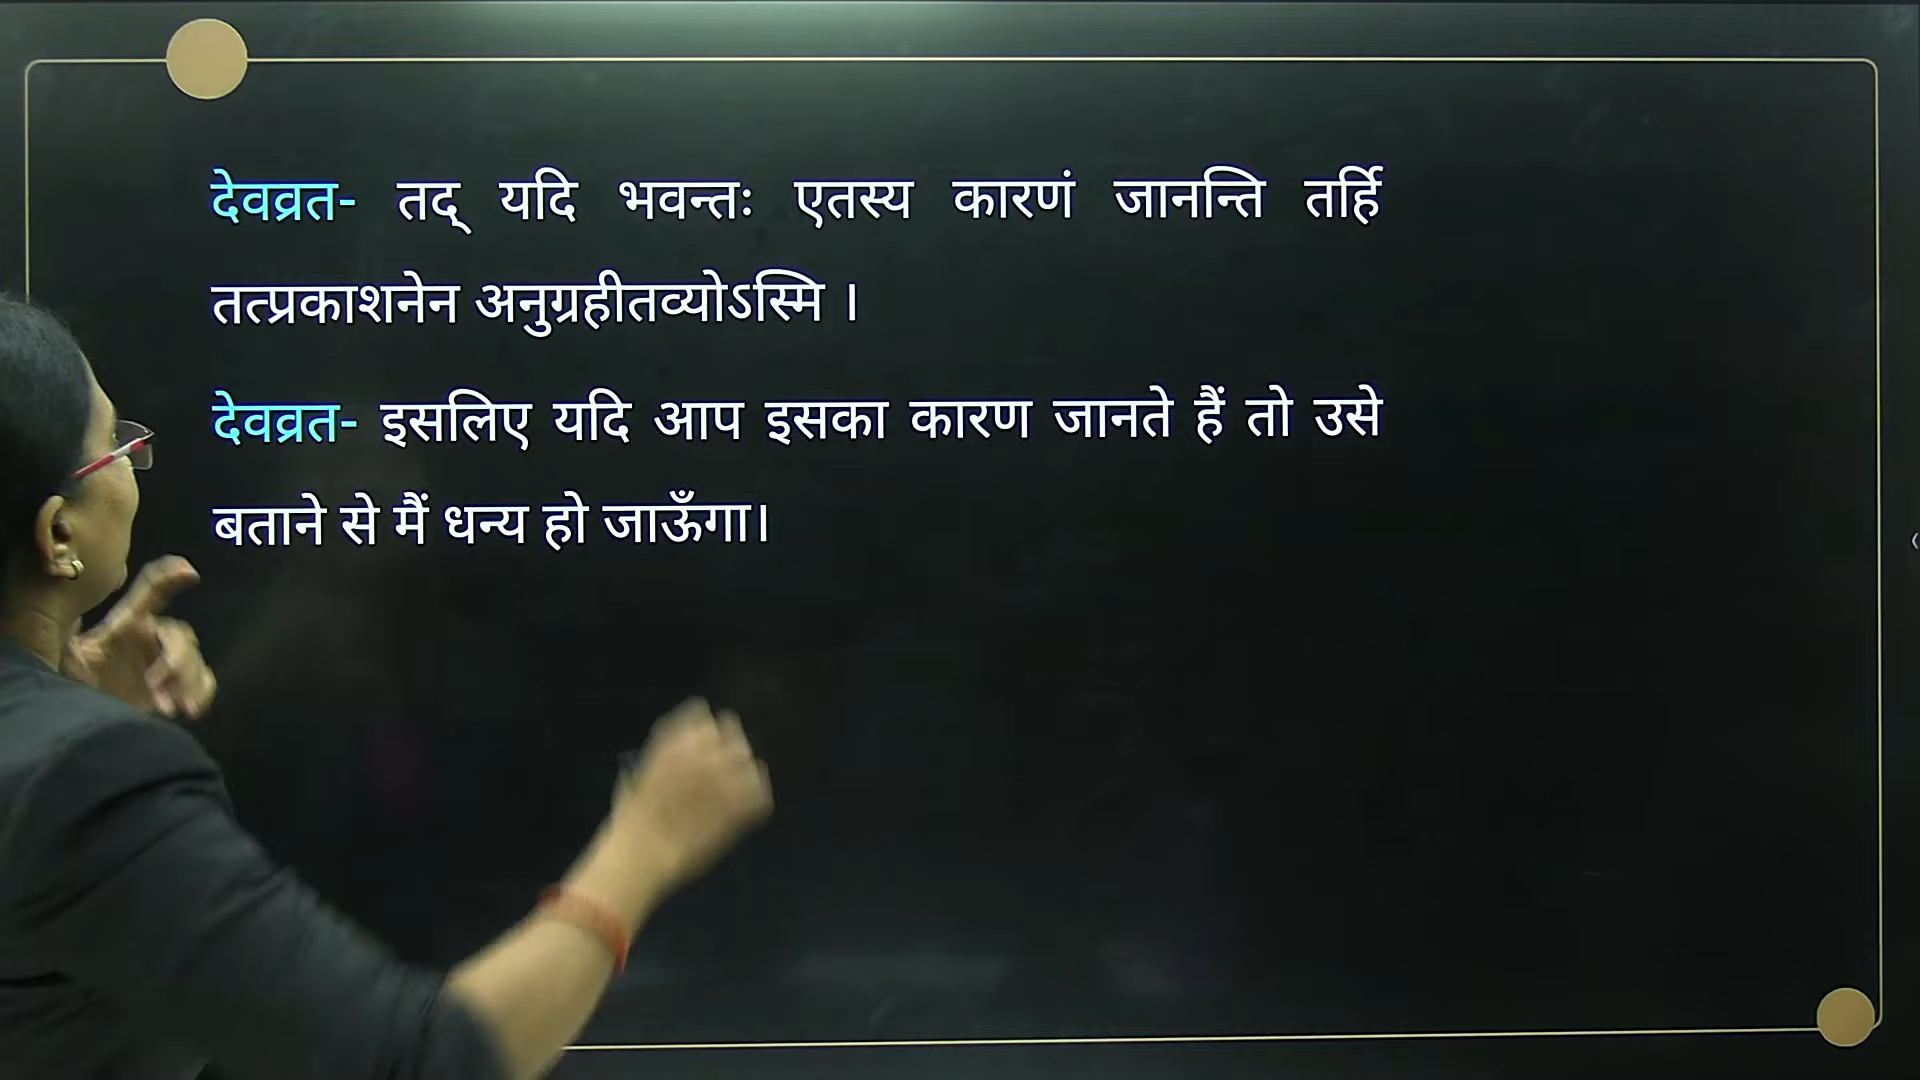 देवव्रत- तद् यदि भवन्तः एतस्य कारणं जानन्ति तर्हि
तत्प्रकाशनेन अनुग्रहीतव्योऽस्मि ।
देवव्रत- इसलिए यदि आप इसका कारण जानते हैं तो उसे
बताने से मैं धन्य हो जाऊँगा।